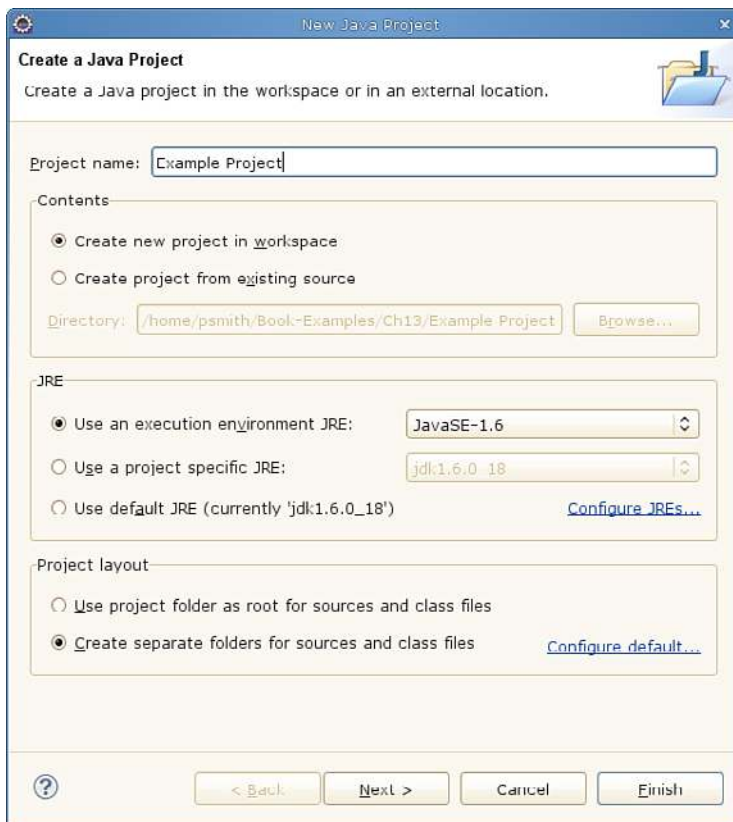 New Java Project
Create a Java Project
Create a Java project in the workspace or in an external location.
Project name: Example Project
Contents
Create new project in workspace
Create project from existing source
Directory: /home/psmith/Book-Examples/Ch13/Example Project Browse...
JRE
Use an execution environment JRE: JavaSE-1.6
Use a project specific JRE: jdk1.6.0_18
Use default JRE (currently 'jdk1.6.0_18') Configure JREs...
Project layout
Use project folder as root for sources and class files
Create separate folders for sources and class files Configure default...
? < Back Next > Cancel Finish